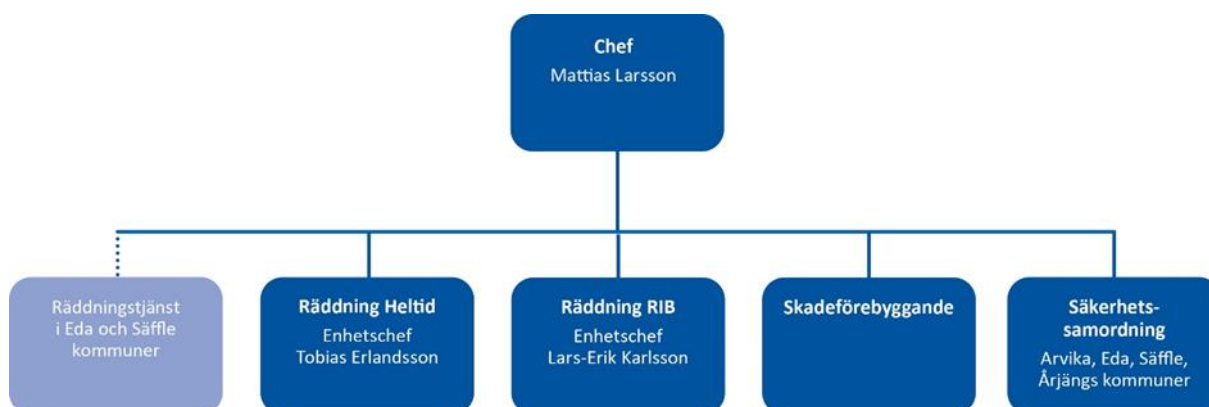 Chef
Mattias Larsson
Räddningstjänst
i Eda och Säffle
kommuner
Räddning Heltid
Enhetschef
Tobias Erlandsson
Räddning RIB
Enhetschef
Lars-Erik Karlsson
Skadeförebyggande
Säkerhets-
samordning
Arvika, Eda, Säffle,
Årjängs kommuner